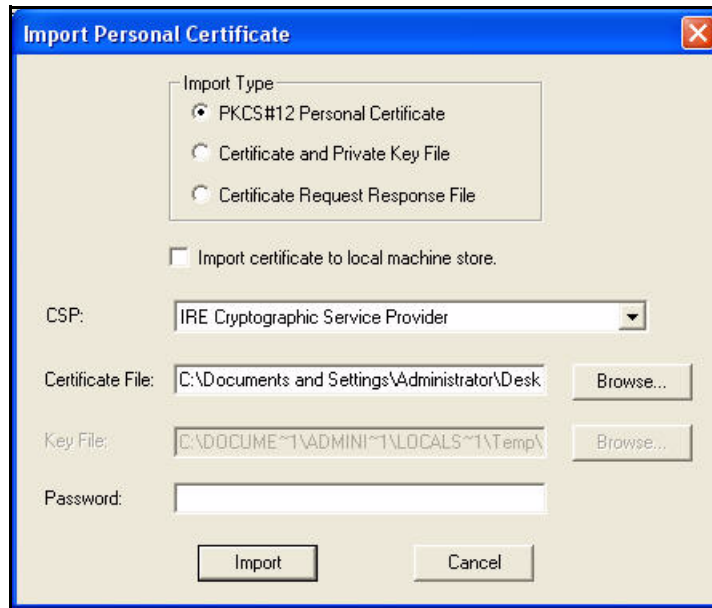 Import Personal Certificate
Import Type
PKCS#12 Personal Certificate
Certificate and Private Key File
Certificate Request Response File
Import certificate to local machine store.
CSP: IRE Cryptographic Service Provider
Certificate File: C:\Documents and Settings\Administrator\Desk Browse...
Key File: C:\DOCUME~1\ADMINI~1\LOCALS~1\Temp\ Browse...
Password:
Import Cancel